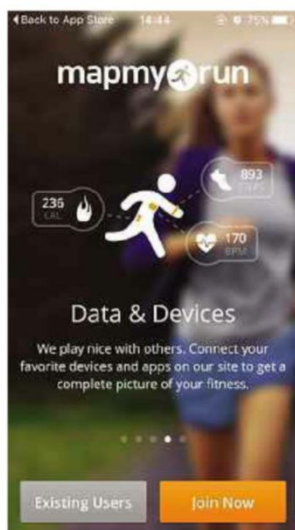 Back to App Store 14:44 75%
mapmyrun
893
STEPS
236
CAL
170
BPM
Data & Devices
We play nice with others. Connect your
favorite devices and apps on our site to get a
complete picture of your fitness.
Existing Users Join Now